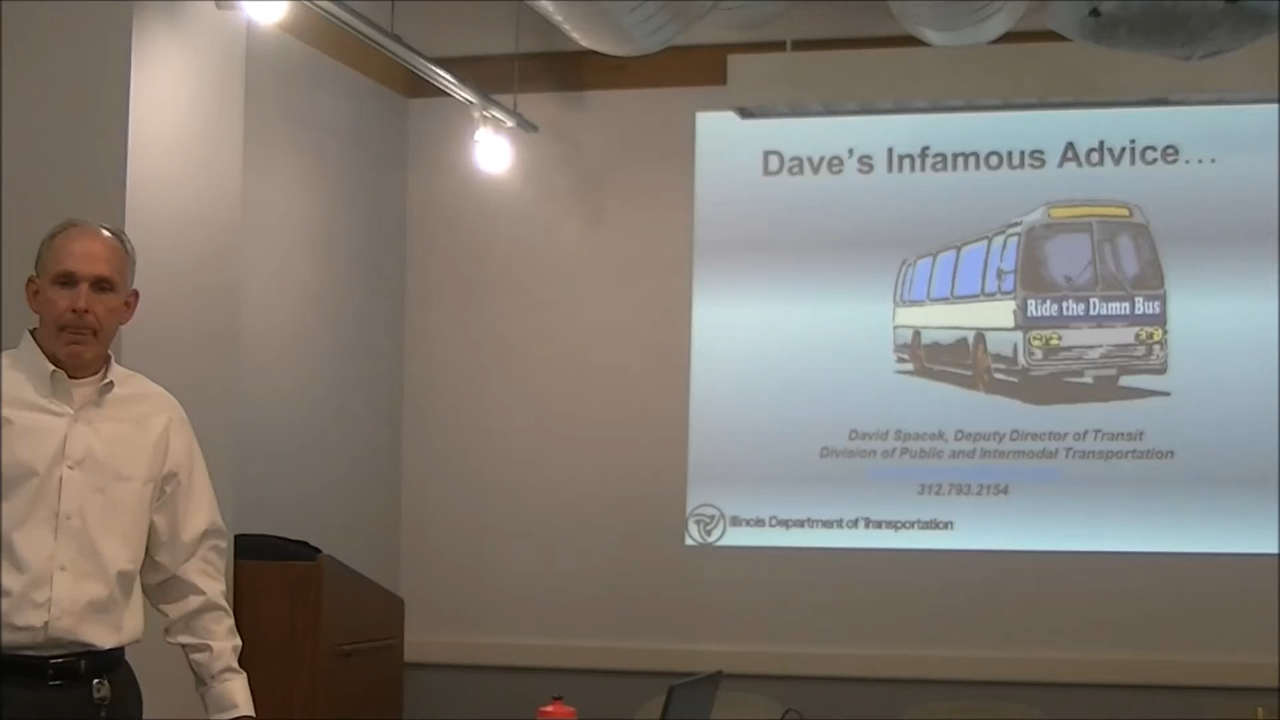 Dave's Infamous Advice...
Ride the Damn Bus
David Spacek, Deputy Director of Transit
Division of Public and Intermodal Transportation
312.793.2154
Illinois Department of Transportation